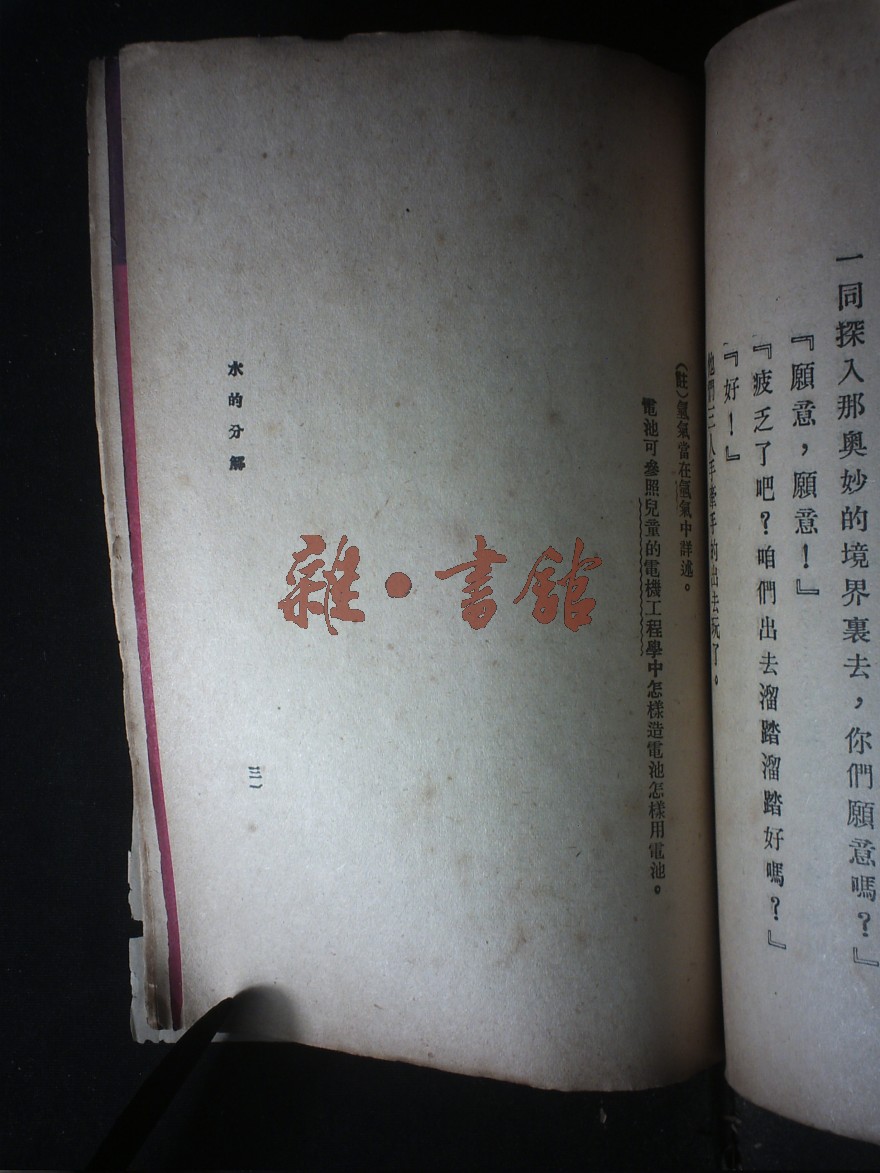 一同探入那奧妙的境界裏去，你們願意嗎？』
『願意，願意！』
『疲乏了吧？咱們出去溜踏溜踏好嗎？』
『好！』
他們三人手牽手的出去玩了。
（註）氫氣當在氫氣中詳述。
電池可參照兒童的電機工程學中怎樣造電池怎樣用電池。
水的分解
三一
雜·書館